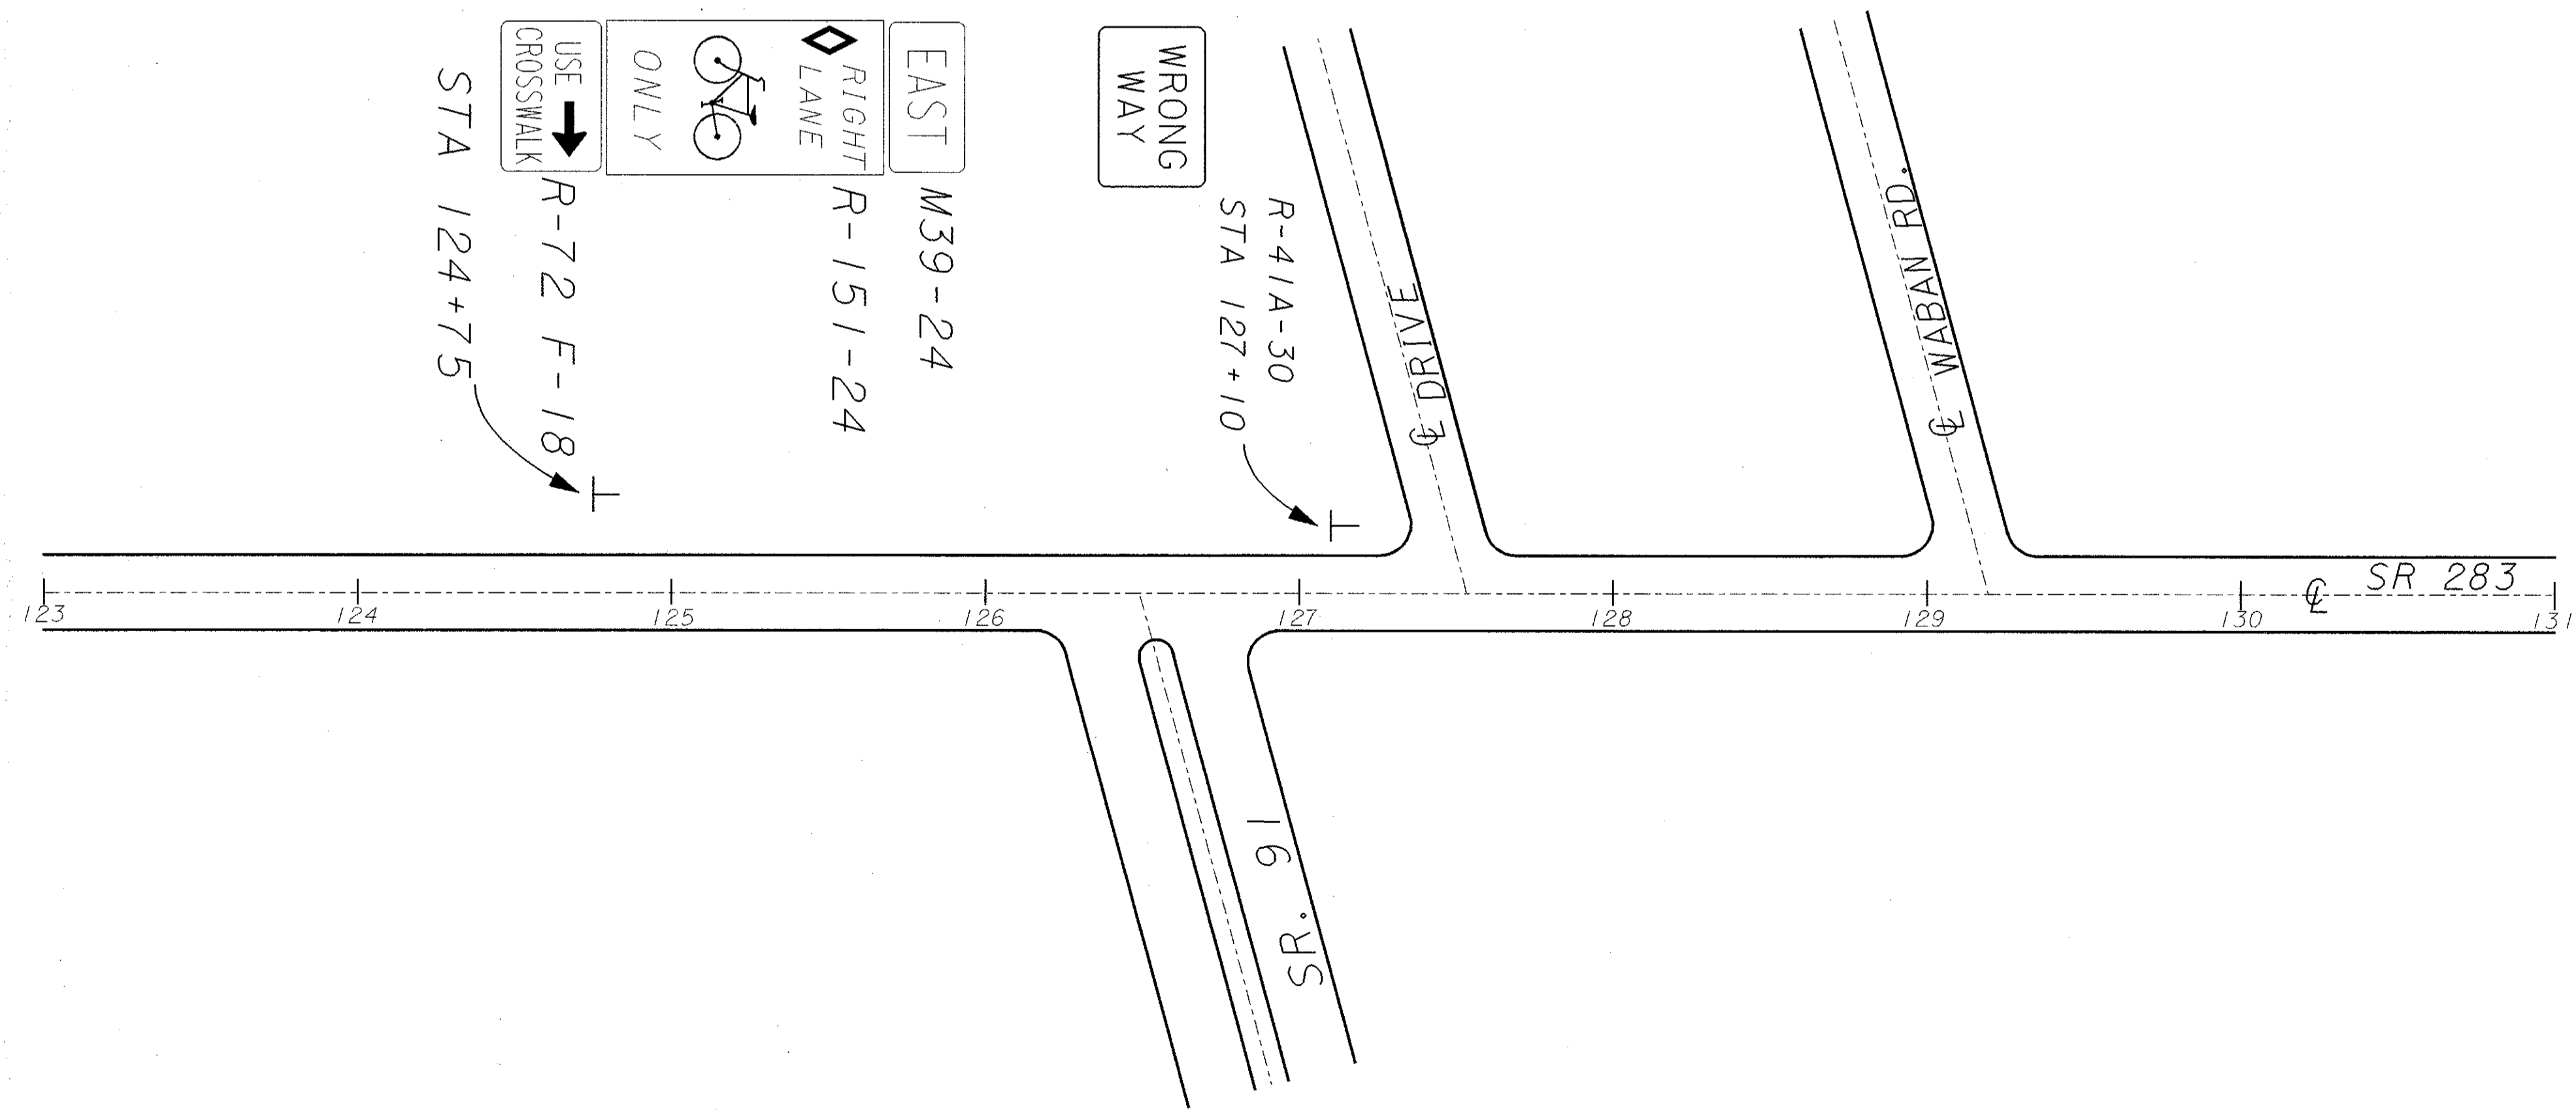 EAST
M39-24
RIGHT
LANE
ONLY
R-151-24
USE
CROSSWALK
R-72 F-18
STA 124+75
WRONG
WAY
R-41A-30
STA 127+10
℄ DRIVE
℄ WABAN RD.
℄ SR 283
123 124 125 126 127 128 129 130 131
SR. 16